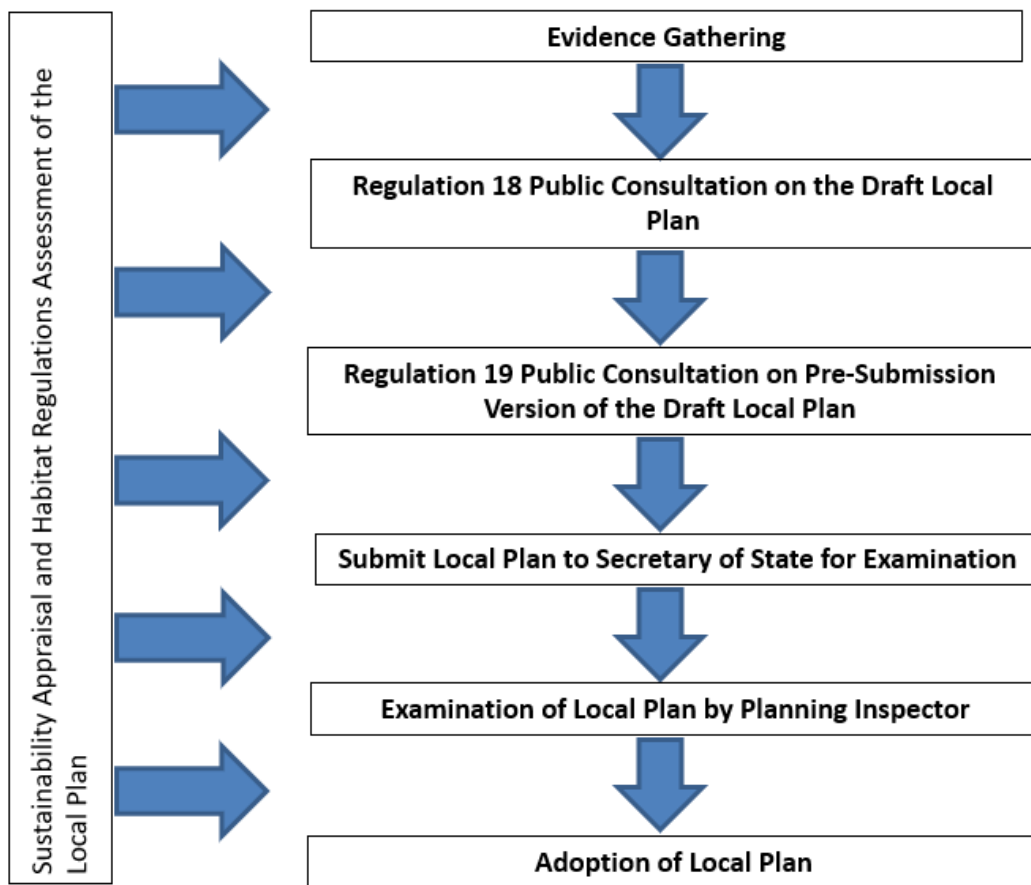 Sustainability Appraisal and Habitat Regulations Assessment of the
Local Plan
Evidence Gathering
Regulation 18 Public Consultation on the Draft Local
Plan
Regulation 19 Public Consultation on Pre-Submission
Version of the Draft Local Plan
Submit Local Plan to Secretary of State for Examination
Examination of Local Plan by Planning Inspector
Adoption of Local Plan